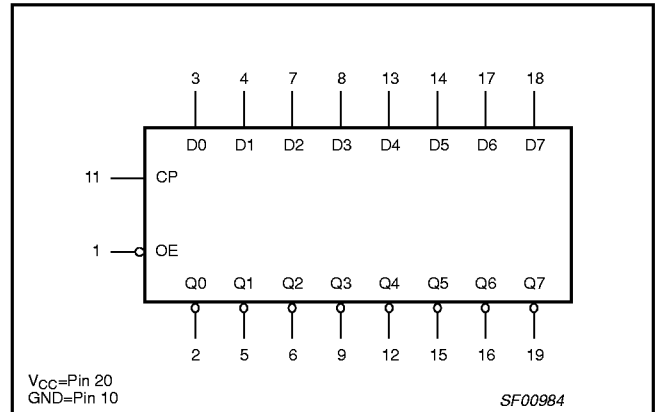 3 4 7 8 13 14 17 18
D0 D1 D2 D3 D4 D5 D6 D7
11 CP
1 OE
Q0 Q1 Q2 Q3 Q4 Q5 Q6 Q7
2 5 6 9 12 15 16 19
VCC=Pin 20
GND=Pin 10
SF00984